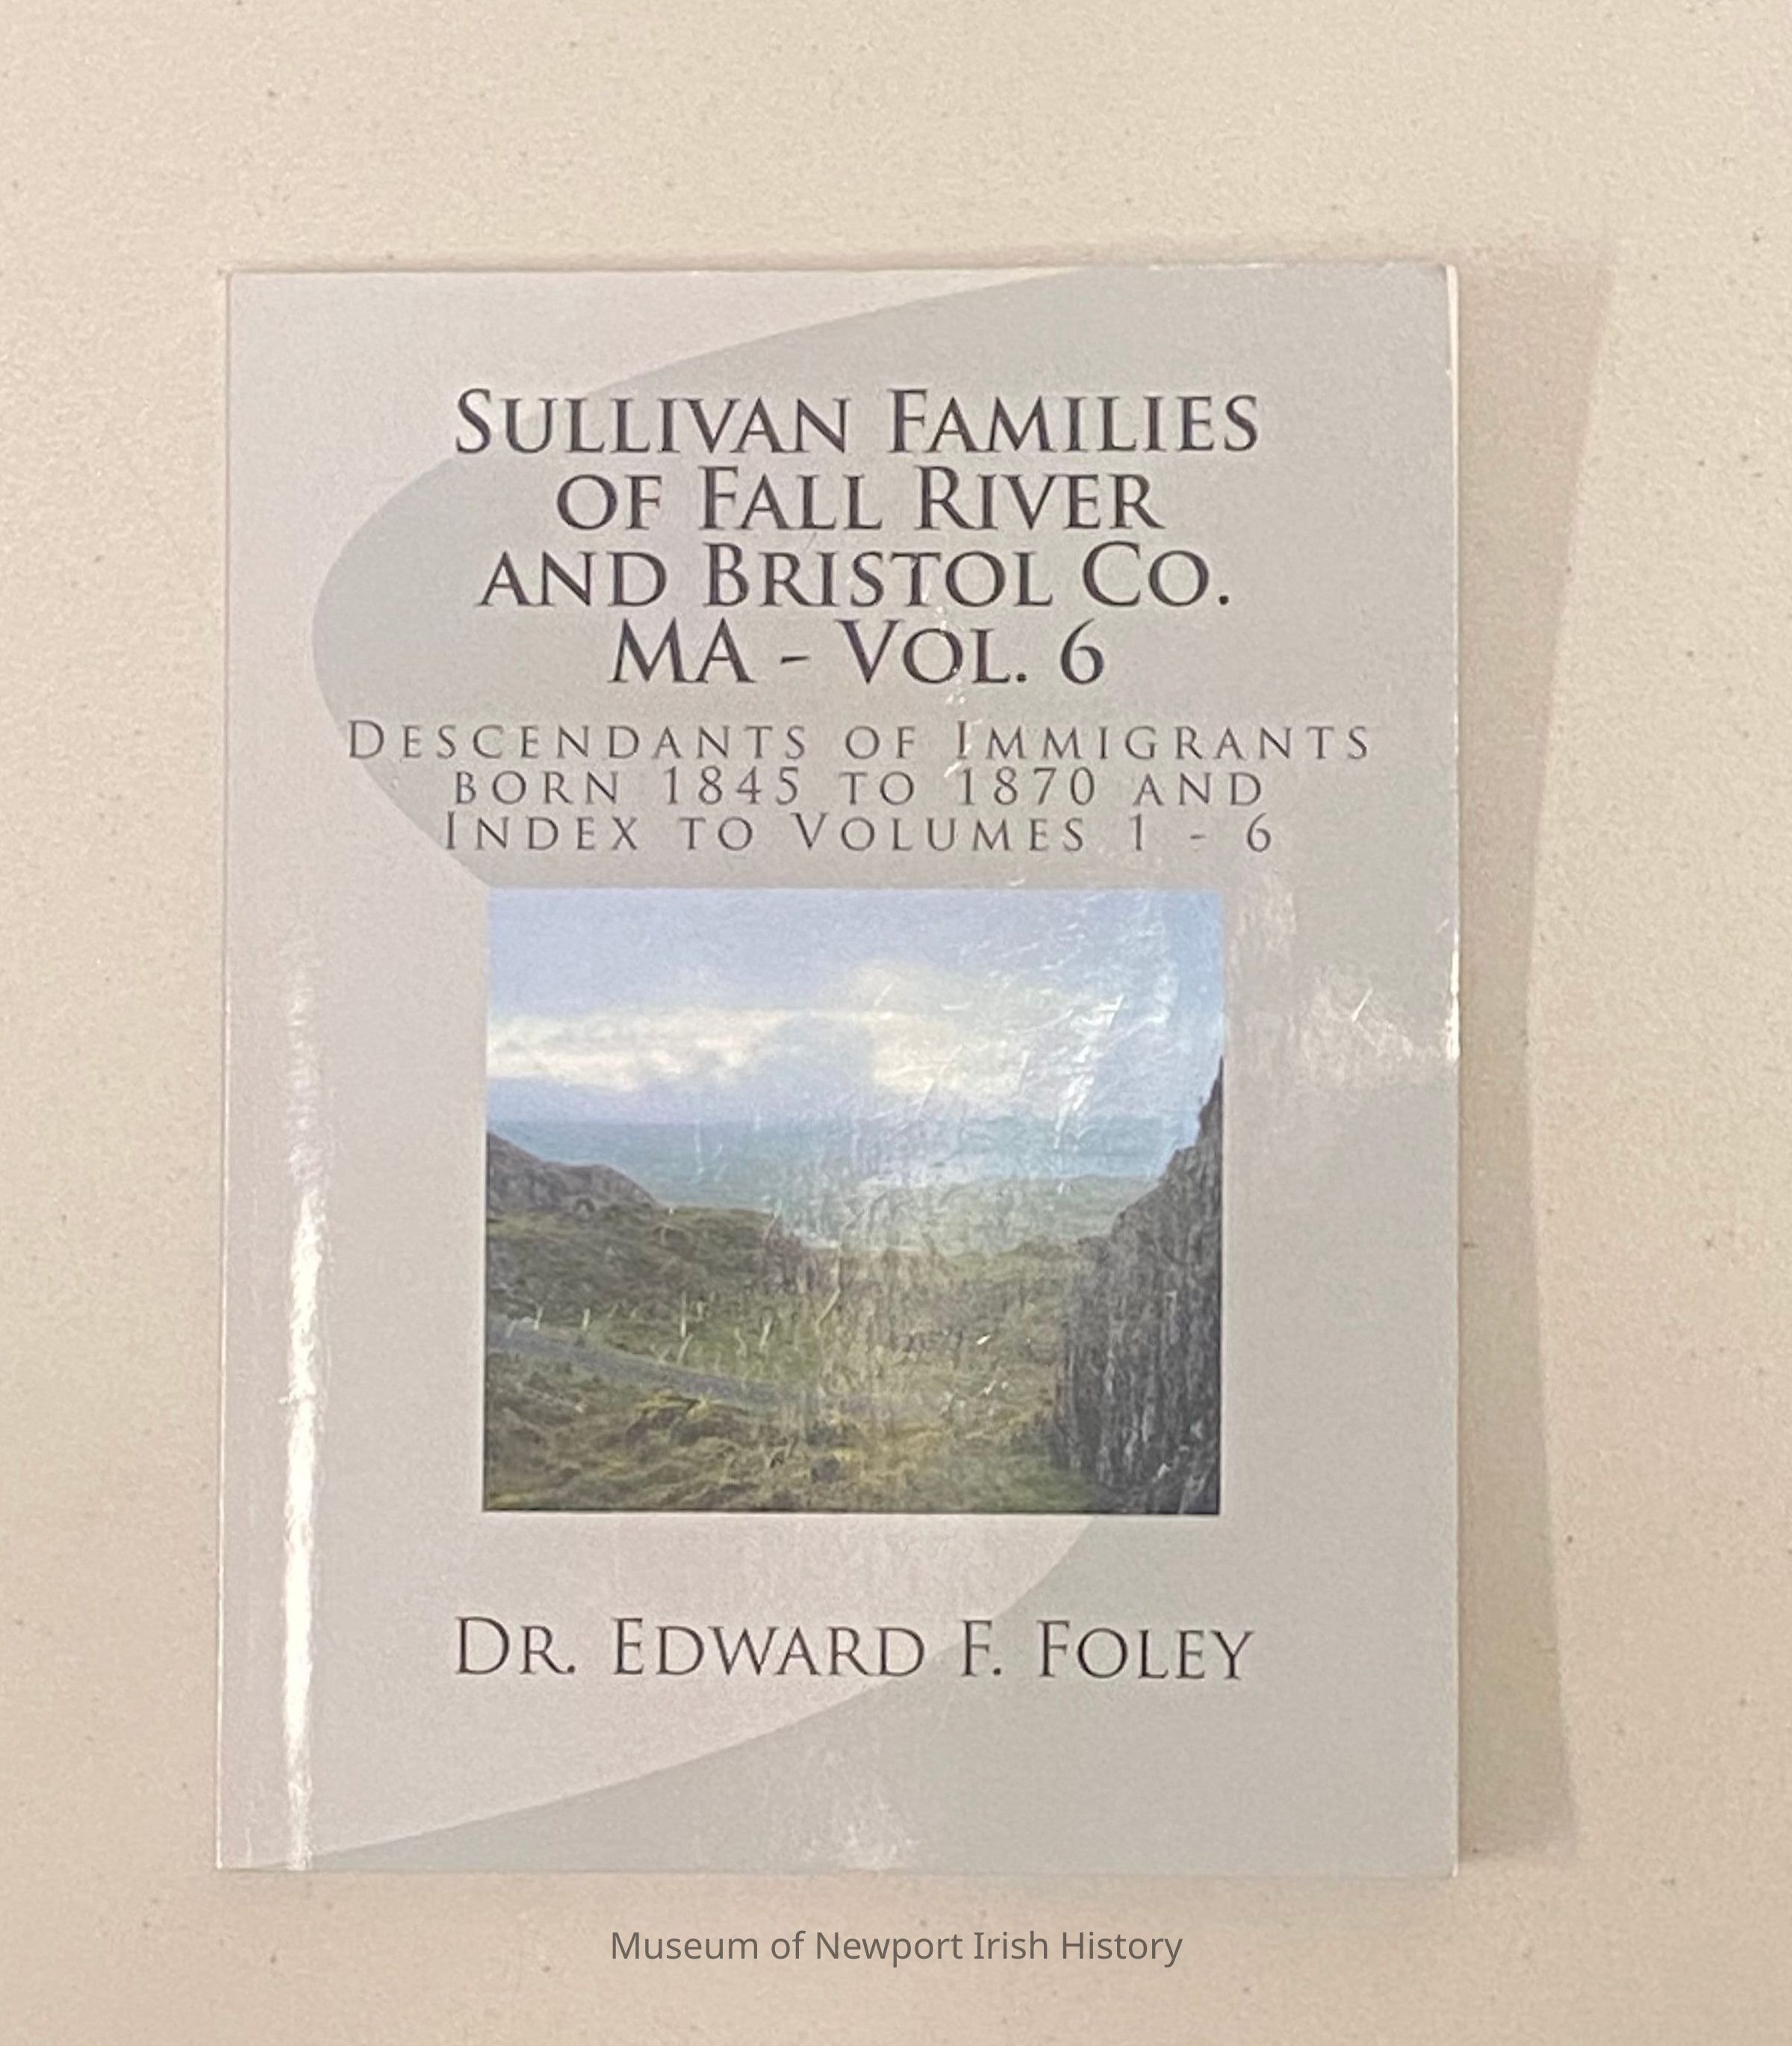 Sullivan Families
of Fall River
and Bristol Co.
MA - Vol. 6
Descendants of Immigrants
born 1845 to 1870 and
Index to Volumes 1 - 6
Dr. Edward F. Foley
Museum of Newport Irish History